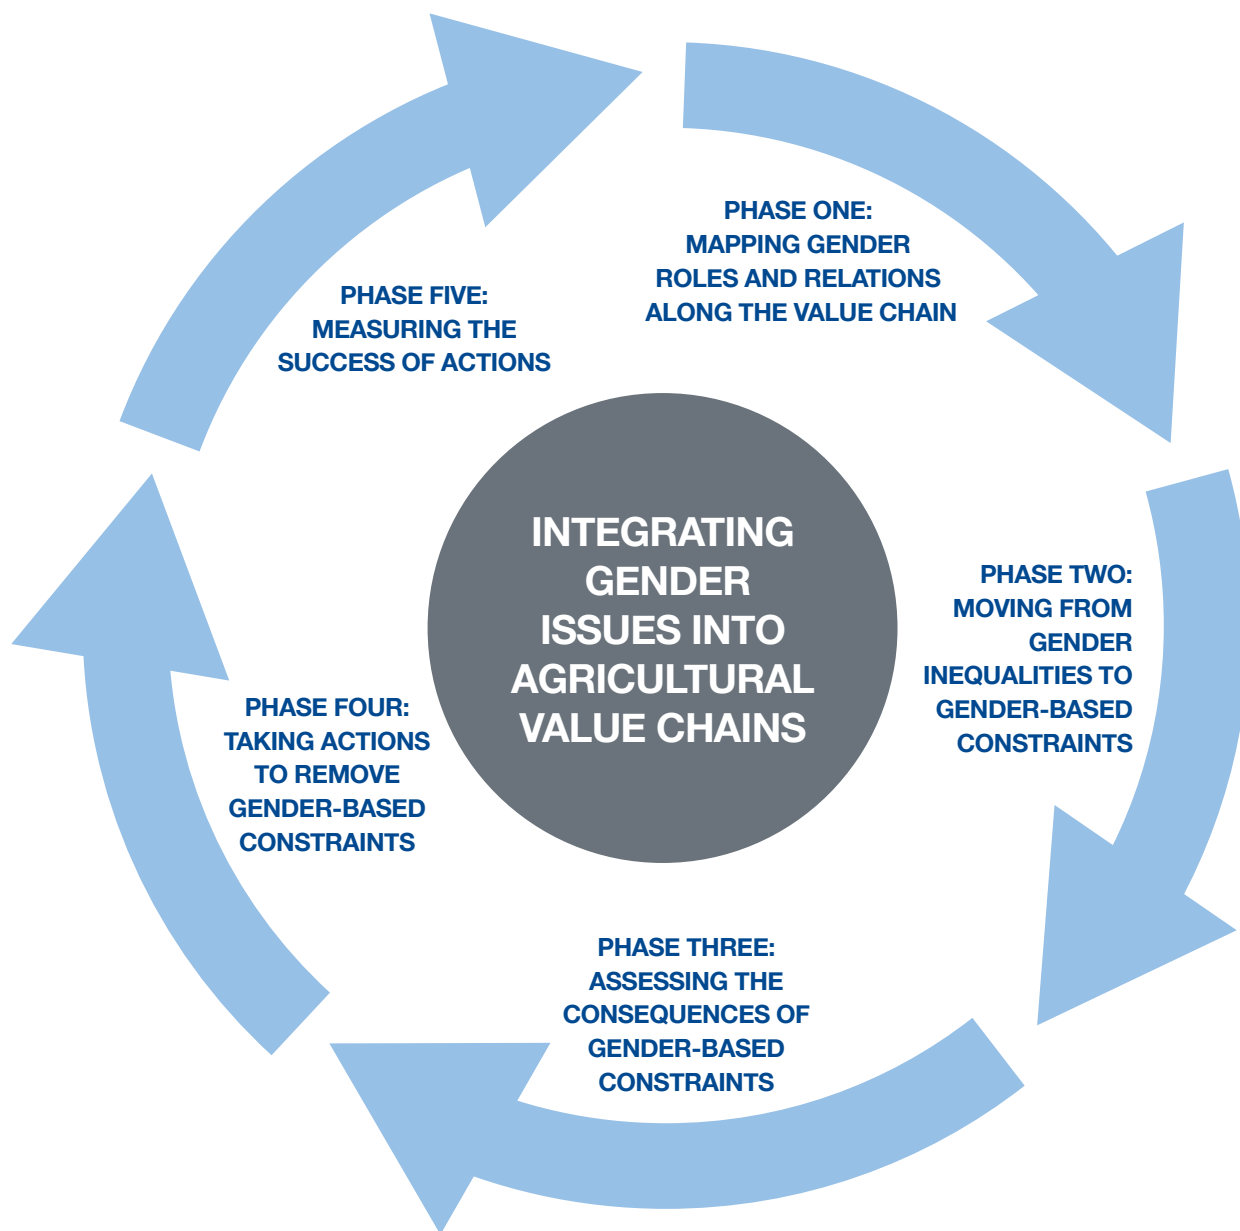 PHASE ONE:
MAPPING GENDER
ROLES AND RELATIONS
ALONG THE VALUE CHAIN
PHASE TWO:
MOVING FROM
GENDER
INEQUALITIES TO
GENDER-BASED
CONSTRAINTS
PHASE THREE:
ASSESSING THE
CONSEQUENCES OF
GENDER-BASED
CONSTRAINTS
PHASE FOUR:
TAKING ACTIONS
TO REMOVE
GENDER-BASED
CONSTRAINTS
PHASE FIVE:
MEASURING THE
SUCCESS OF ACTIONS
INTEGRATING
GENDER
ISSUES INTO
AGRICULTURAL
VALUE CHAINS